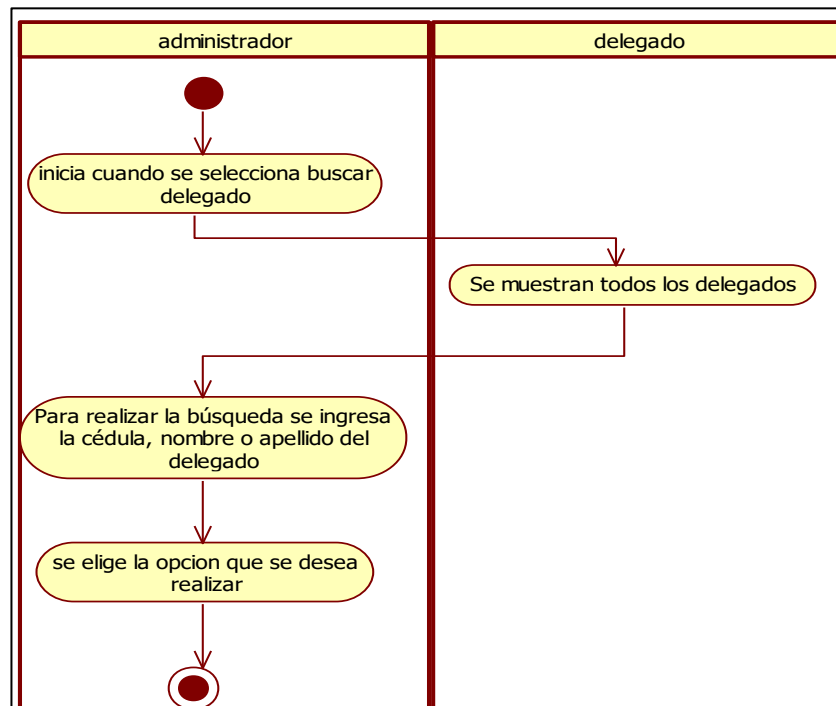 administrador
delegado
inicia cuando se selecciona buscar
delegado
Se muestran todos los delegados
Para realizar la búsqueda se ingresa
la cédula, nombre o apellido del
delegado
se elige la opcion que se desea
realizar